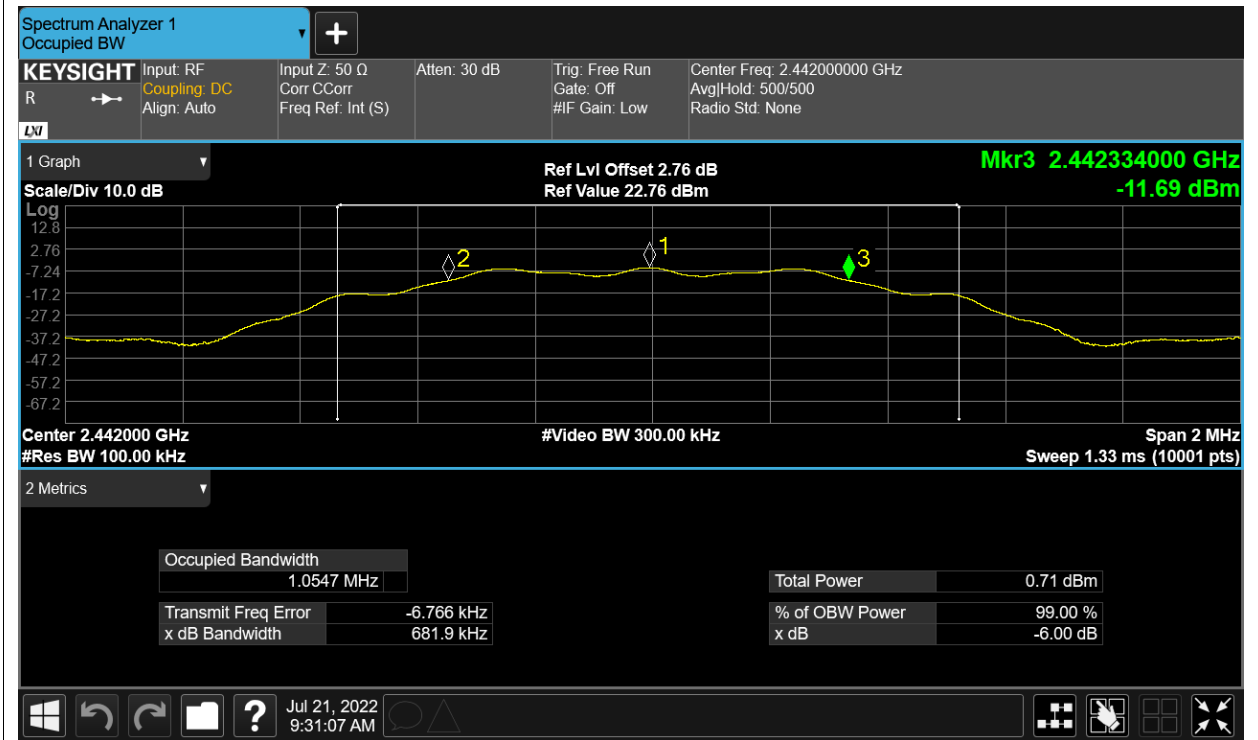 Spectrum Analyzer 1
Occupied BW
KEYSIGHT Input: RF Input Z: 50 Ω Atten: 30 dB Trig: Free Run Center Freq: 2.442000000 GHz
R Coupling: DC Corr CCorr Gate: Off Avg|Hold: 500/500
Align: Auto Freq Ref: Int (S) #IF Gain: Low Radio Std: None
LXI
1 Graph Ref Lvl Offset 2.76 dB Mkr3 2.442334000 GHz
Scale/Div 10.0 dB Ref Value 22.76 dBm -11.69 dBm
Log
12.8
2.76
-7.24
-17.2
-27.2
-37.2
-47.2
-57.2
-67.2
2 1 3
Center 2.442000 GHz #Video BW 300.00 kHz Span 2 MHz
#Res BW 100.00 kHz Sweep 1.33 ms (10001 pts)
2 Metrics
Occupied Bandwidth
1.0547 MHz Total Power 0.71 dBm
Transmit Freq Error -6.766 kHz % of OBW Power 99.00 %
x dB Bandwidth 681.9 kHz x dB -6.00 dB
? Jul 21, 2022
9:31:07 AM